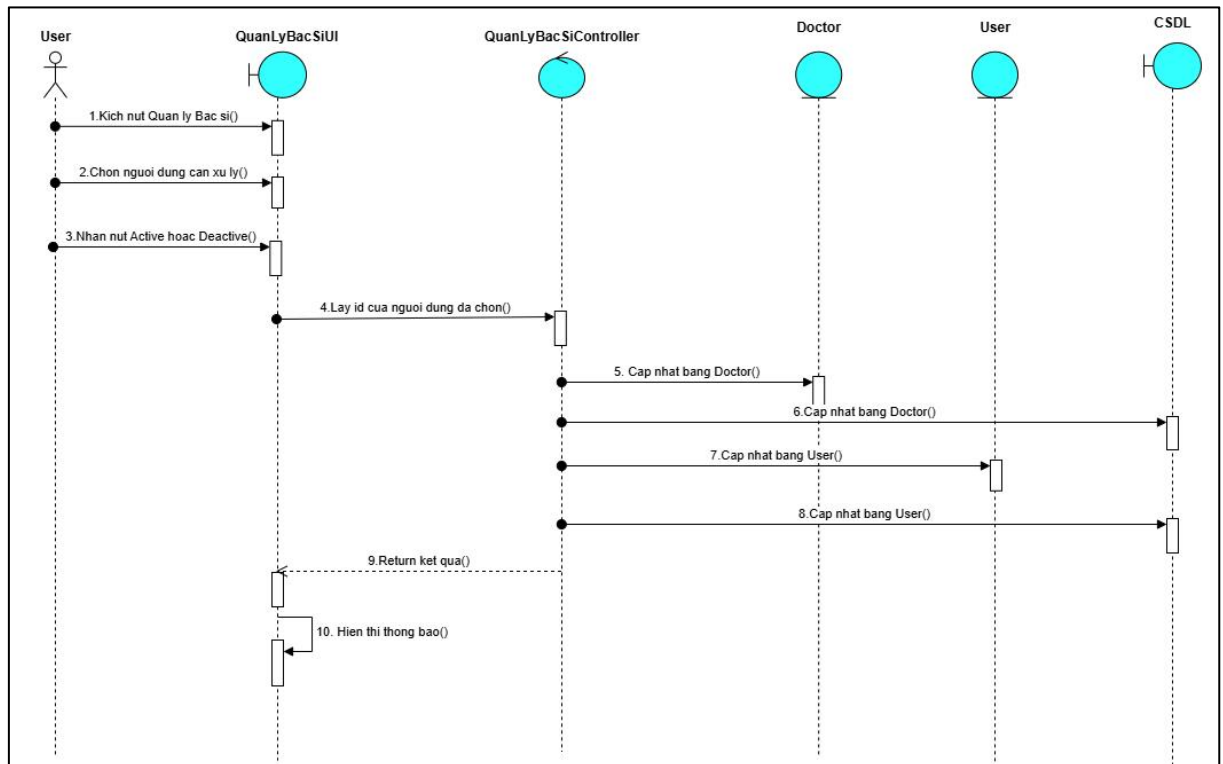 User
QuanLyBacSiUI
QuanLyBacSiController
Doctor
User
CSDL
1.Kich nut Quan ly Bac si()
2.Chon nguoi dung can xu ly()
3.Nhan nut Active hoac Deactive()
4.Lay id cua nguoi dung da chon()
5. Cap nhat bang Doctor()
6.Cap nhat bang Doctor()
7.Cap nhat bang User()
8.Cap nhat bang User()
9.Return ket qua()
10. Hien thi thong bao()